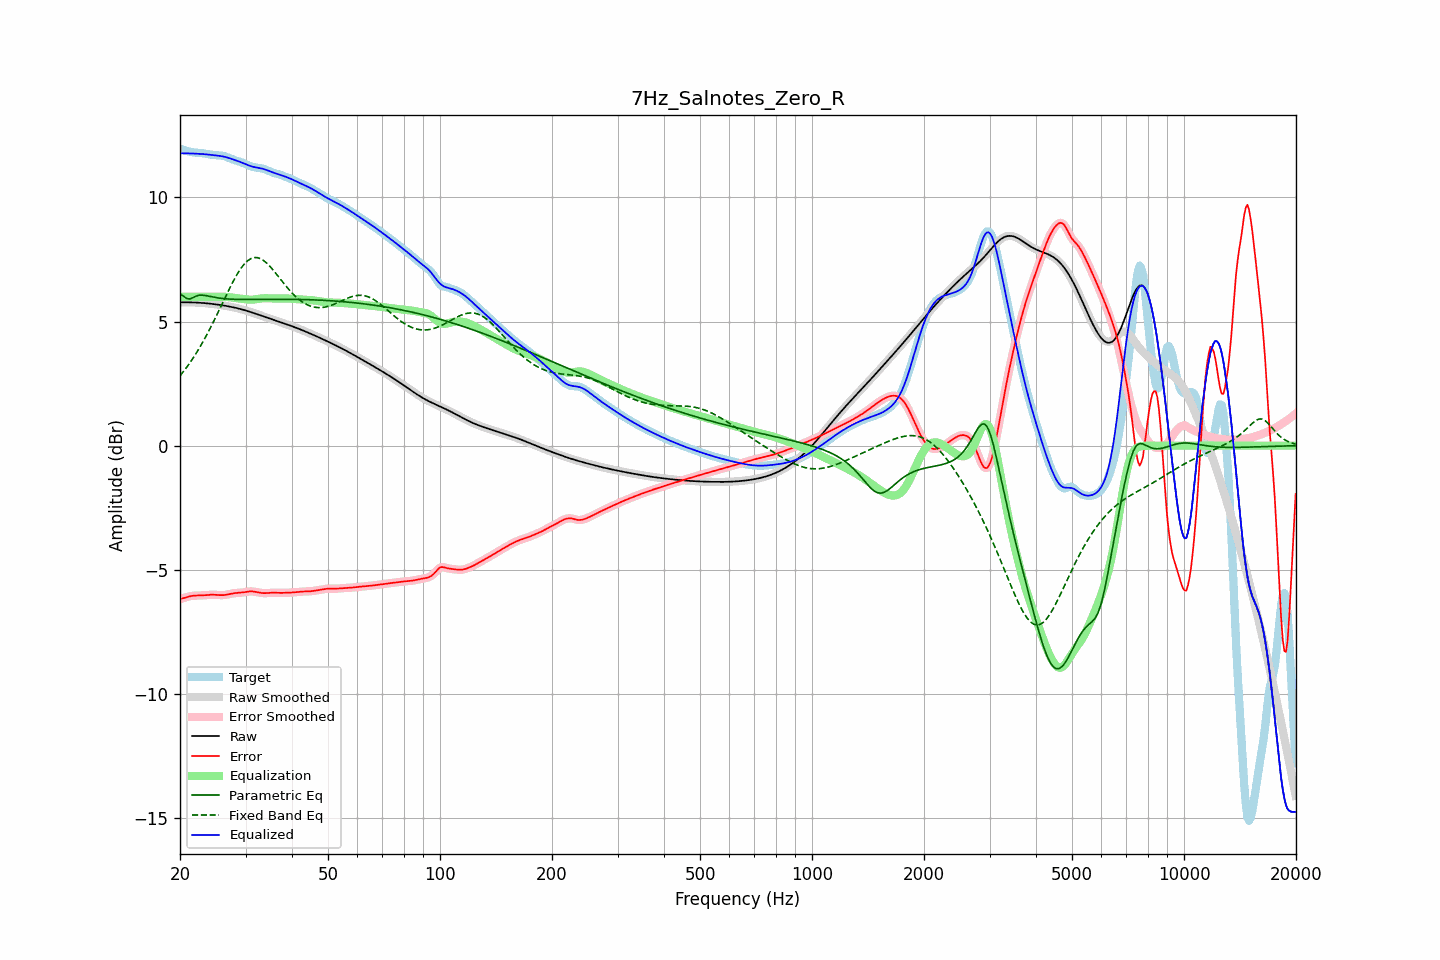 7Hz_Salnotes_Zero_R
Amplitude (dBr)
10
5
0
−5
−10
−15
Target
Raw Smoothed
Error Smoothed
Raw
Error
Equalization
Parametric Eq
Fixed Band Eq
Equalized
20 50 100 200 500 1000 2000 5000 10000 20000
Frequency (Hz)